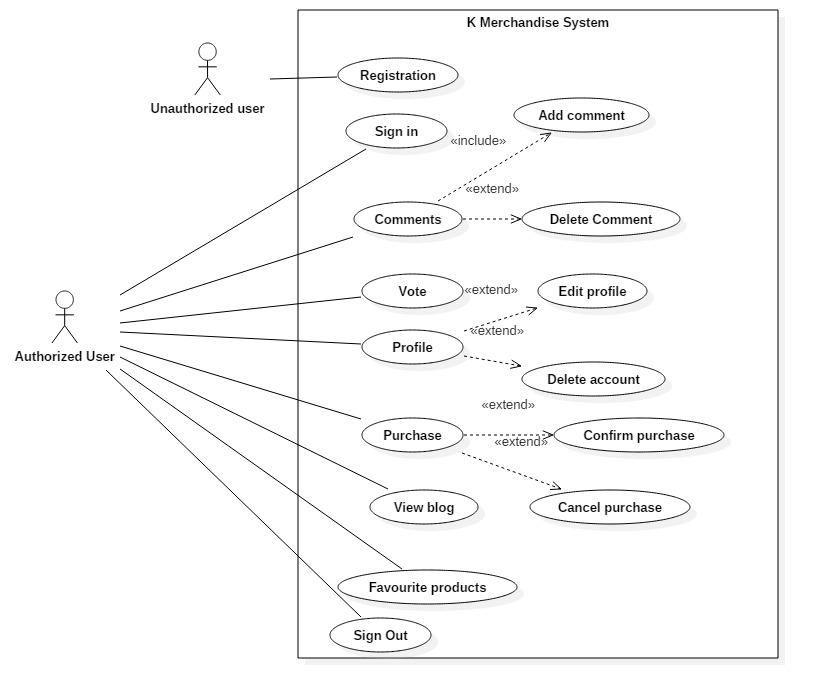 K Merchandise System
Registration
Unauthorized user
Add comment
Sign in
«include»
«extend»
Comments
Delete Comment
Vote
«extend»
Edit profile
«extend»
Profile
Authorized User
Delete account
«extend»
Purchase
Confirm purchase
«extend»
View blog
Cancel purchase
Favourite products
Sign Out